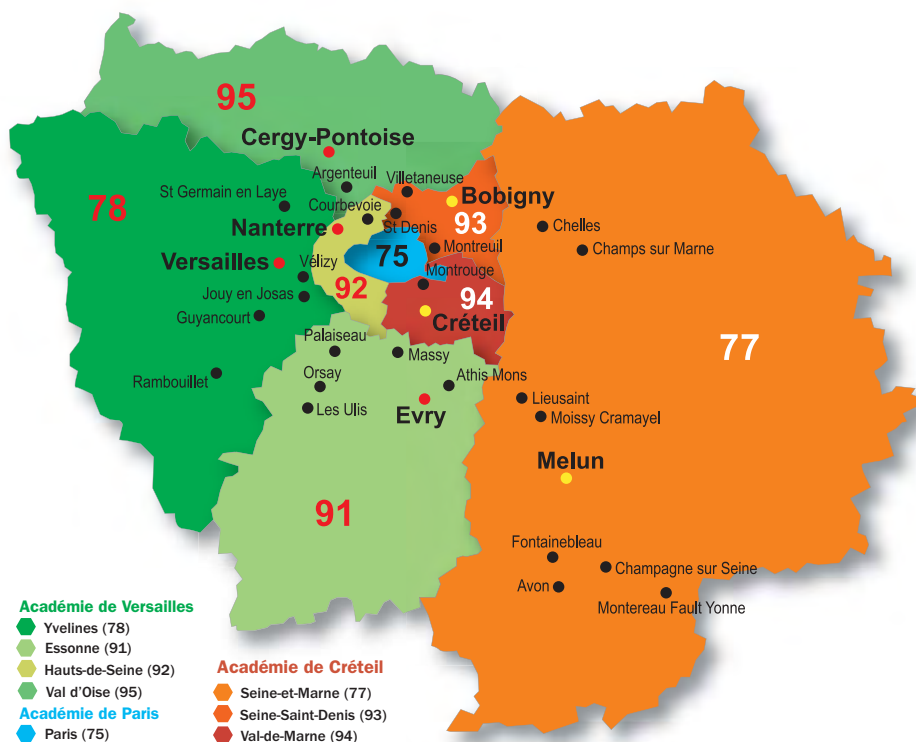 95
Cergy-Pontoise
Argenteuil
Villetaneuse
St Germain en Laye
78
Courbevoie
Bobigny
93
St Denis
Nanterre
Chelles
Montreuil
Champs sur Marne
75
Versailles
Vélizy
Montrouge
92
94
Jouy en Josas
Guyancourt
Créteil
77
Palaiseau
Massy
Rambouillet
Orsay
Athis Mons
Les Ulis
Evry
Lieusaint
Moissy Cramayel
Melun
91
Fontainebleau
Champagne sur Seine
Avon
Montereau Fault Yonne
Académie de Versailles
Yvelines (78)
Essonne (91)
Hauts-de-Seine (92)
Val d'Oise (95)
Académie de Paris
Paris (75)
Académie de Créteil
Seine-et-Marne (77)
Seine-Saint-Denis (93)
Val-de-Marne (94)